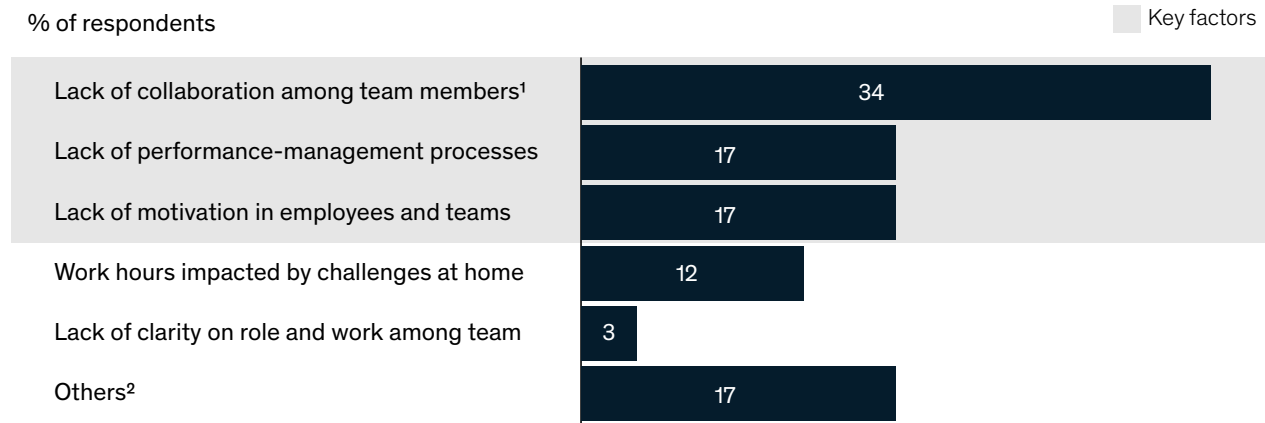 % of respondents
Key factors
Lack of collaboration among team members¹ 34
Lack of performance-management processes 17
Lack of motivation in employees and teams 17
Work hours impacted by challenges at home 12
Lack of clarity on role and work among team 3
Others² 17